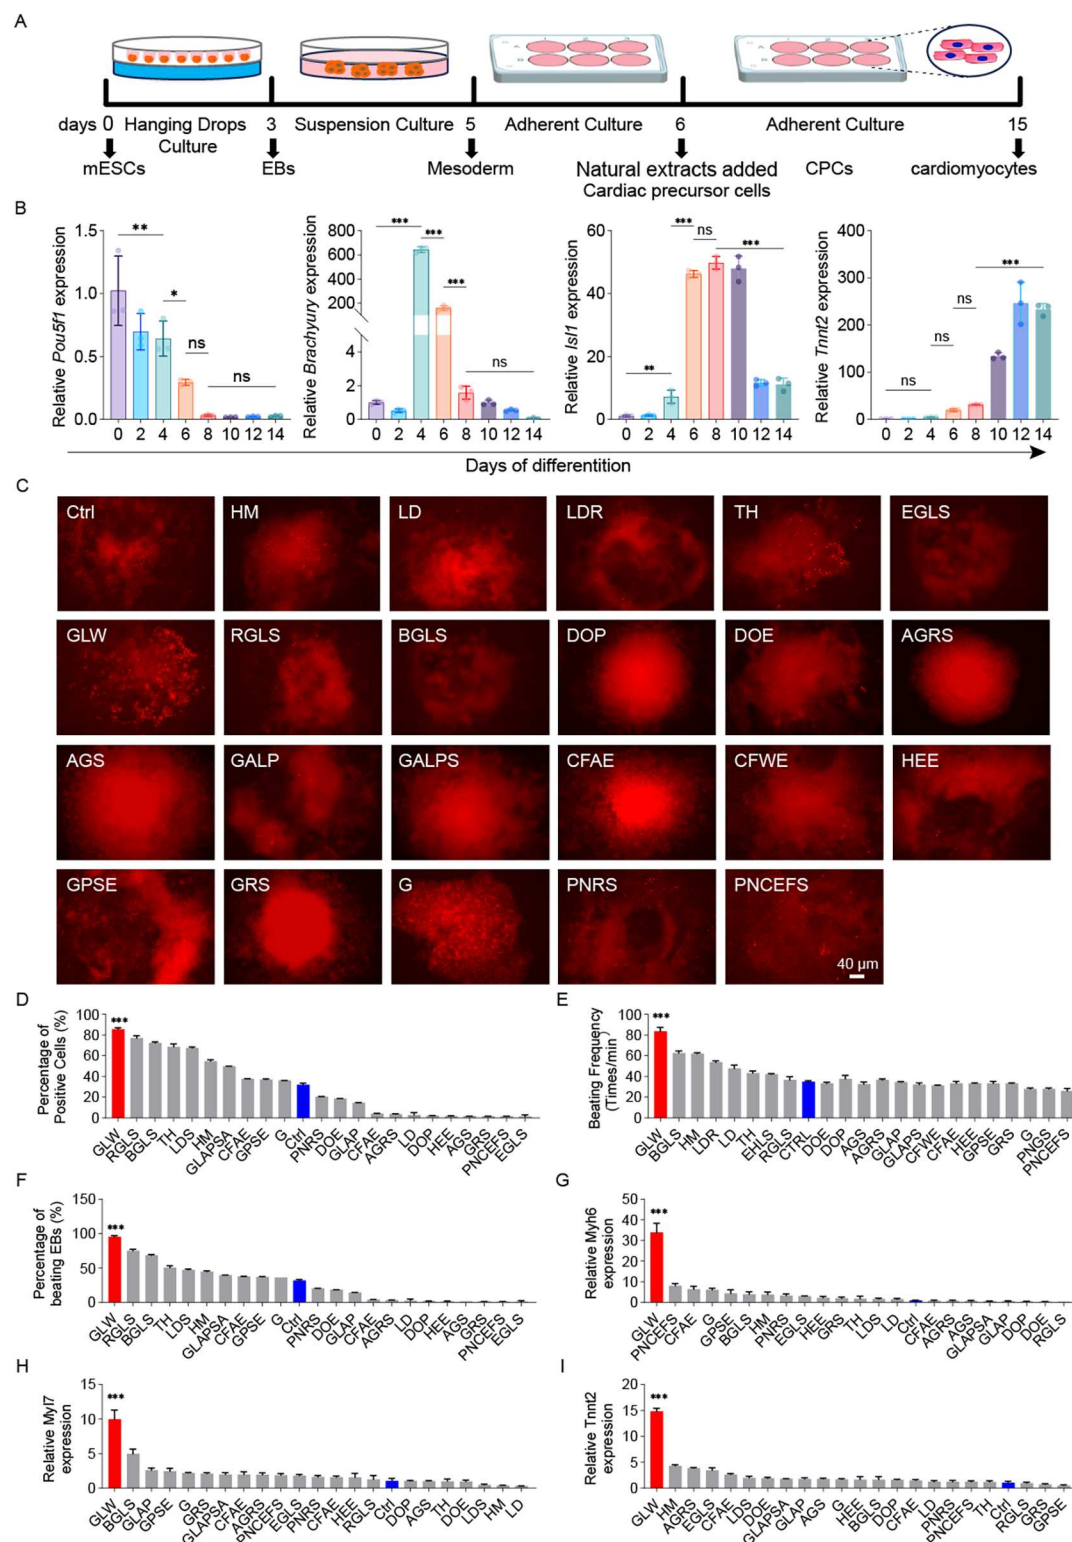 A
days 0 Hanging Drops Culture 3 Suspension Culture 5 Adherent Culture 6 Adherent Culture 15
mESCs EBs Mesoderm Natural extracts added CPCs cardiomyocytes
Cardiac precursor cells
B
Relative Pou5f1 expression
1.5
1.0
0.5
0.0
** * ns ns
0 2 4 6 8 10 12 14
Relative Brachyury expression
800
600
400
200
4
2
0
*** *** *** ns
0 2 4 6 8 10 12 14
Relative Isl1 expression
60
40
20
0
** *** ns ***
0 2 4 6 8 10 12 14
Relative Tnnt2 expression
400
300
200
100
0
ns ns ns ***
0 2 4 6 8 10 12 14
Days of differentition
C
Ctrl HM LD LDR TH EGLS
GLW RGLS BGLS DOP DOE AGRS
AGS GALP GALPS CFAE CFWE HEE
GPSE GRS G PNRS PNCEFS
40 μm
D
Percentage of Positive Cells (%)
100
80
60
40
20
0
***
GLW RGLS BGLS TH LDS HM GLAPSA CFAE GPSE G Ctrl PNRS DOE GLAP CFAE AGRS LD DOP HEE AGS GRS PNCEFS EGLS
E
Beating Frequency (Times/min)
100
80
60
40
20
0
***
GLW BGLS HM LDR LD TH EHLS RGLS CTRL DOE DOP AGS AGRS GLAP GLAPS CFWE CFAE HEE GPSE GRS G PNGS PNCEFS
F
Percentage of beating EBs (%)
150
100
50
0
***
GLW RGLS BGLS TH LDS HM GLAPSA CFAE GPSE G Ctrl PNRS DOE GLAP CFAE AGRS LD DOP HEE AGS GRS PNCEFS EGLS
G
Relative Myh6 expression
50
40
30
20
10
0
***
GLW PNCEFS CFAE G GPSE BGLS HM PNRS EGLS HEE GRS TH LDS LD Ctrl CFAE AGRS AGS GLAPSA GLAP DOP DOE RGLS
H
Relative Myl7 expression
15
10
5
0
***
GLW BGLS GLAP GPSE G GRS GLAPSA CFAE AGRS PNCEFS EGLS PNRS CFAE HEE RGLS Ctrl DOP AGS TH DOE LDS HM LD
I
Relative Tnnt2 expression
20
15
10
5
0
***
GLW HM AGRS EGLS CFAE LDS DOE GLAPSA GLAP AGS G HEE BGLS DOP CFAE LD PNRS PNCEFS TH Ctrl RGLS GRS GPSE